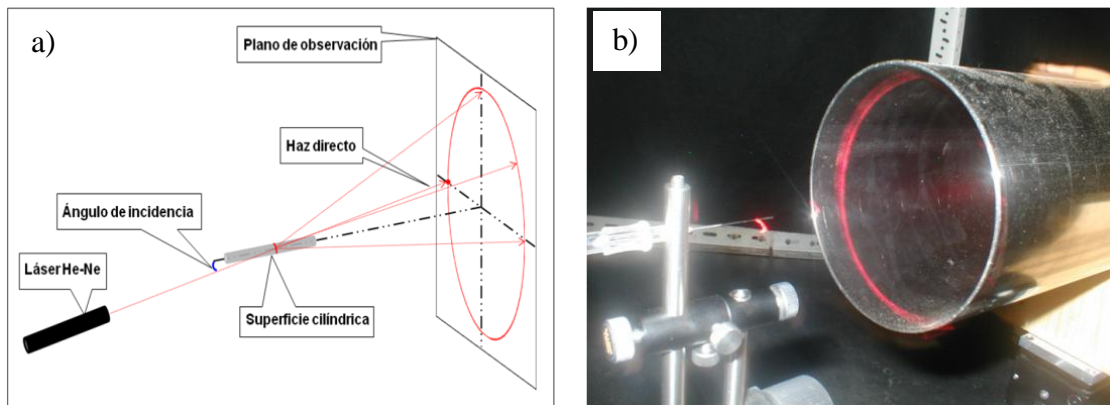 a)
Plano de observación
Haz directo
Ángulo de incidencia
Láser He-Ne
Superficie cilíndrica
b)